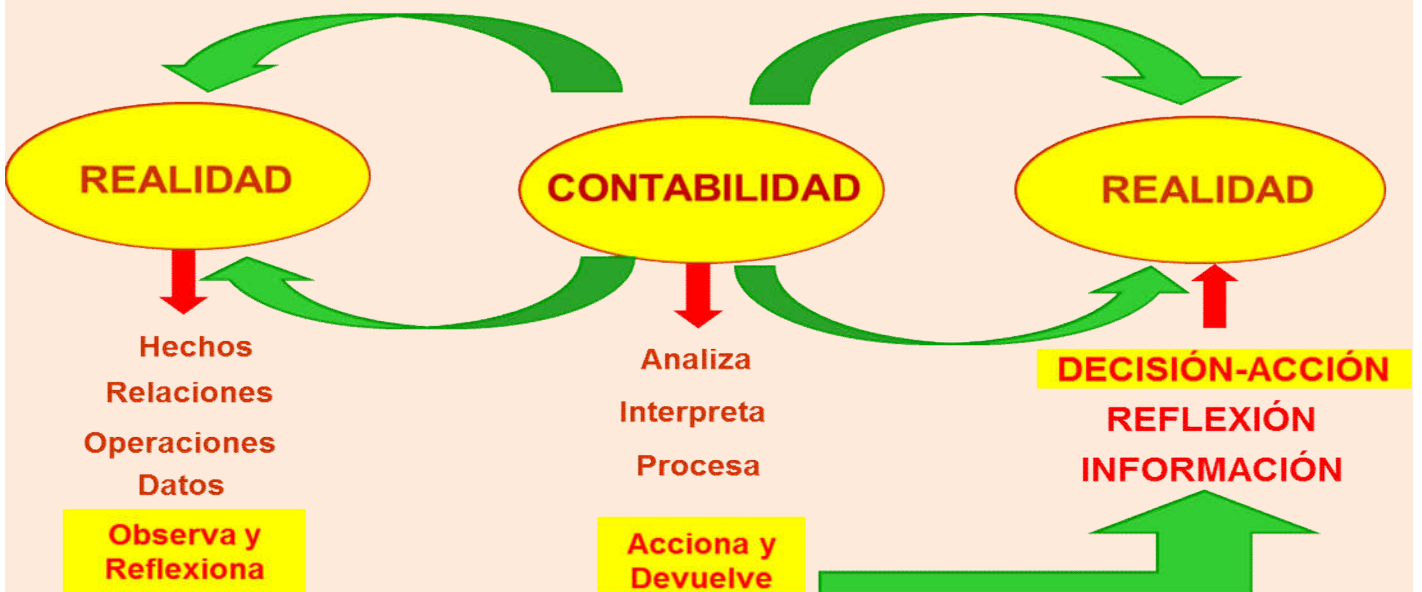 REALIDAD
Hechos
Relaciones
Operaciones
Datos
Observa y
Reflexiona
CONTABILIDAD
Analiza
Interpreta
Procesa
Acciona y
Devuelve
REALIDAD
DECISIÓN-ACCIÓN
REFLEXIÓN
INFORMACIÓN